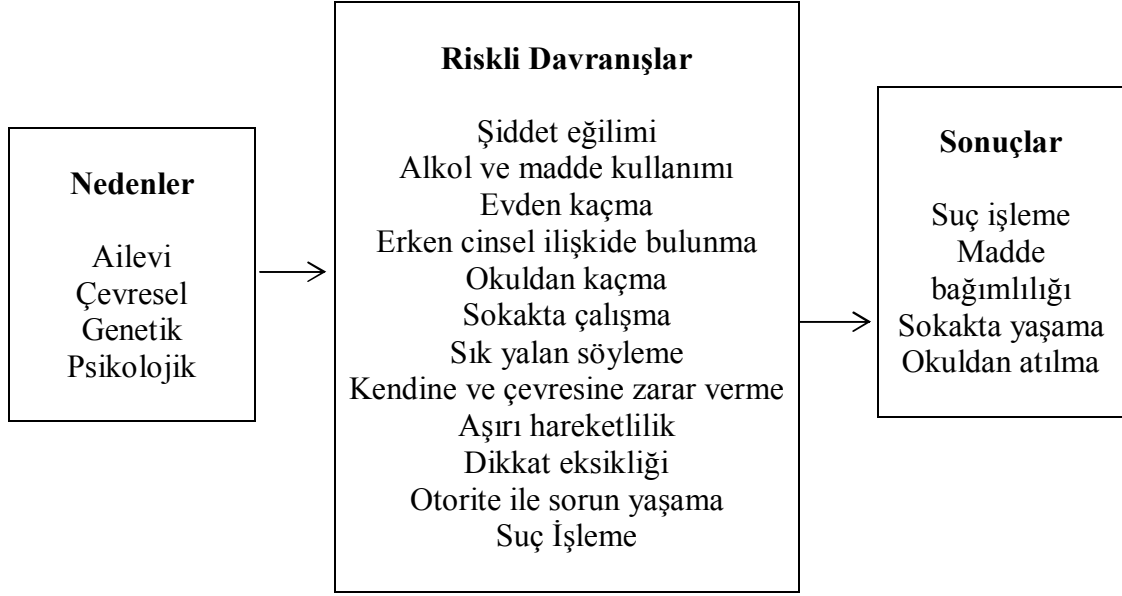 Nedenler
Ailevi
Çevresel
Genetik
Psikolojik
Riskli Davranışlar
Şiddet eğilimi
Alkol ve madde kullanımı
Evden kaçma
Erken cinsel ilişkide bulunma
Okuldan kaçma
Sokakta çalışma
Sık yalan söyleme
Kendine ve çevresine zarar verme
Aşırı hareketlilik
Dikkat eksikliği
Otorite ile sorun yaşama
Suç İşleme
Sonuçlar
Suç işleme
Madde
bağımlılığı
Sokakta yaşama
Okuldan atılma